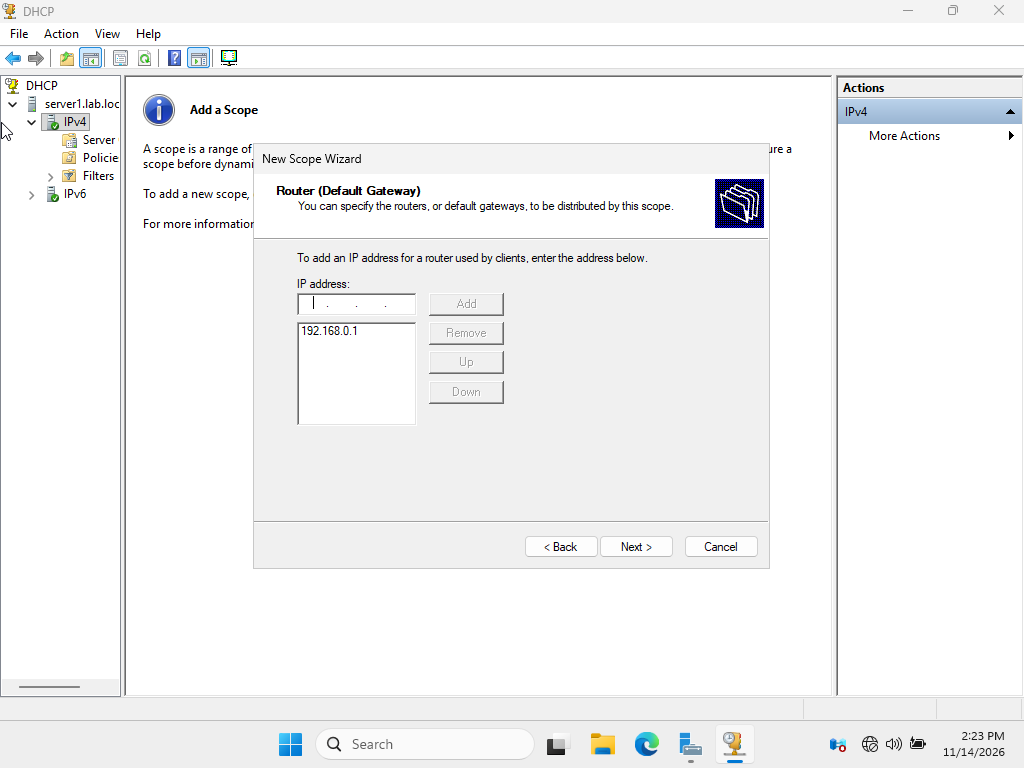 DHCP
File Action View Help
DHCP
server1.lab.loc
IPv4
Server
Policie
Filters
IPv6
Add a Scope
A scope is a range of
ure a
scope before dynami
To add a new scope,
For more information
New Scope Wizard
Router (Default Gateway)
You can specify the routers, or default gateways, to be distributed by this scope.
To add an IP address for a router used by clients, enter the address below.
IP address:
. . .
Add
192.168.0.1
Remove
Up
Down
< Back
Next >
Cancel
Actions
IPv4
More Actions
Search
2:23 PM
11/14/2026